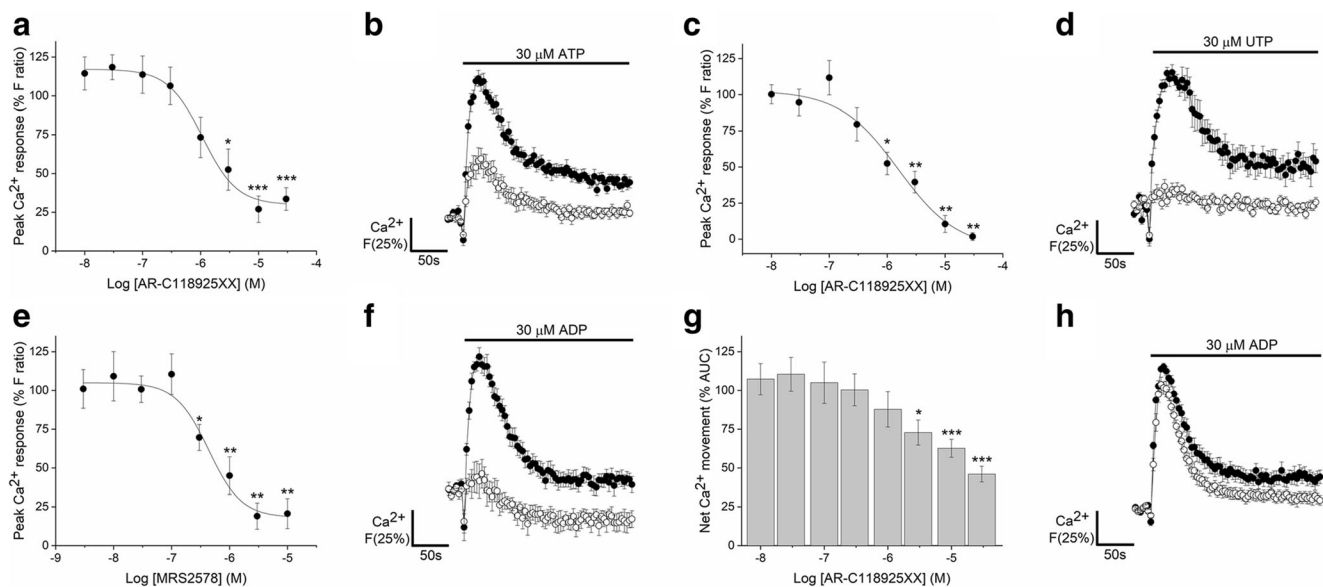 a
Peak Ca2+ response (% F ratio)
125
100
75
50
25
0
*
***
***
-8
-7
-6
-5
-4
Log [AR-C118925XX] (M)
b
30 μM ATP
Ca2+
F(25%)
50s
c
Peak Ca2+ response (% F ratio)
125
100
75
50
25
0
*
**
**
**
-8
-7
-6
-5
-4
Log [AR-C118925XX] (M)
d
30 μM UTP
Ca2+
F(25%)
50s
e
Peak Ca2+ response (% F ratio)
125
100
75
50
25
0
*
**
**
**
-9
-8
-7
-6
-5
-4
Log [MRS2578] (M)
f
30 μM ADP
Ca2+
F(25%)
50s
g
Net Ca2+ movement (% AUC)
125
100
75
50
25
0
*
***
***
-8
-7
-6
-5
-4
Log [AR-C118925XX] (M)
h
30 μM ADP
Ca2+
F(25%)
50s